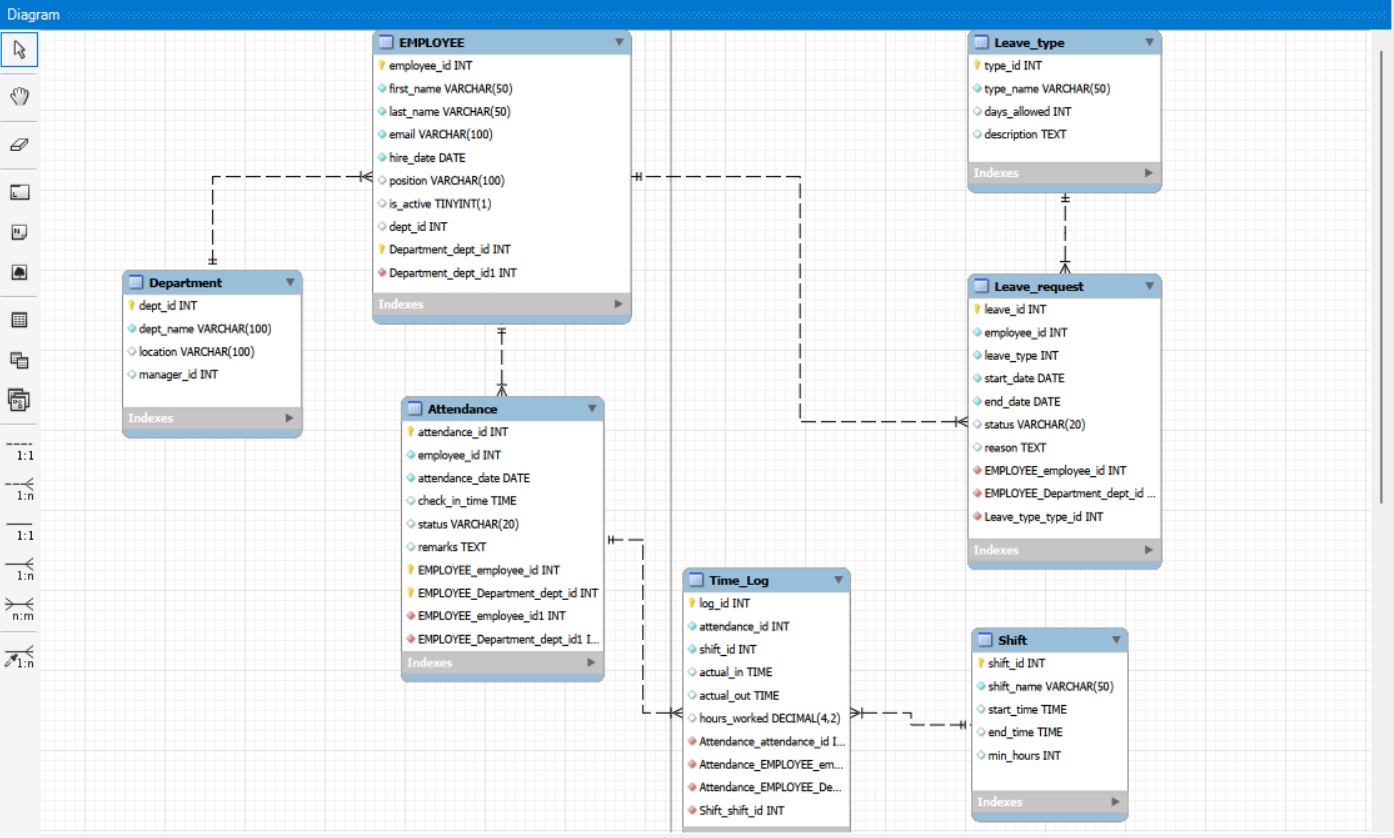 Diagram
EMPLOYEE
employee_id INT
first_name VARCHAR(50)
last_name VARCHAR(50)
email VARCHAR(100)
hire_date DATE
position VARCHAR(100)
is_active TINYINT(1)
dept_id INT
Department_dept_id INT
Department_dept_id1 INT
Indexes
Leave_type
type_id INT
type_name VARCHAR(50)
days_allowed INT
description TEXT
Indexes
Department
dept_id INT
dept_name VARCHAR(100)
location VARCHAR(100)
manager_id INT
Indexes
Leave_request
leave_id INT
employee_id INT
leave_type INT
start_date DATE
end_date DATE
status VARCHAR(20)
reason TEXT
EMPLOYEE_employee_id INT
EMPLOYEE_Department_dept_id ...
Leave_type_type_id INT
Indexes
Attendance
attendance_id INT
employee_id INT
attendance_date DATE
check_in_time TIME
status VARCHAR(20)
remarks TEXT
EMPLOYEE_employee_id INT
EMPLOYEE_Department_dept_id INT
EMPLOYEE_employee_id1 INT
EMPLOYEE_Department_dept_id1 I...
Indexes
Time_Log
log_id INT
attendance_id INT
shift_id INT
actual_in TIME
actual_out TIME
hours_worked DECIMAL(4,2)
Attendance_attendance_id I...
Attendance_EMPLOYEE_em...
Attendance_EMPLOYEE_De...
Shift_shift_id INT
Shift
shift_id INT
shift_name VARCHAR(50)
start_time TIME
end_time TIME
min_hours INT
Indexes
1:1
1:n
1:1
1:n
n:m
1:n